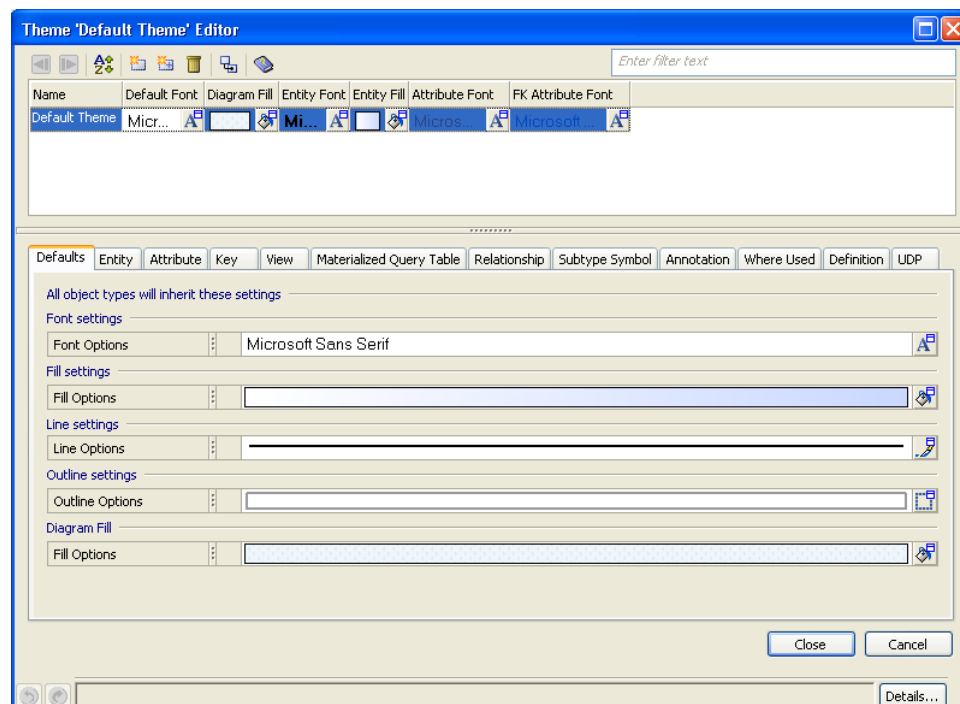 Theme 'Default Theme' Editor
Enter filter text
Name Default Font Diagram Fill Entity Font Entity Fill Attribute Font FK Attribute Font
Default Theme Micr... Mi... Micros... Microsoft ...
Defaults Entity Attribute Key View Materialized Query Table Relationship Subtype Symbol Annotation Where Used Definition UDP
All object types will inherit these settings
Font settings
Font Options Microsoft Sans Serif
Fill settings
Fill Options
Line settings
Line Options
Outline settings
Outline Options
Diagram Fill
Fill Options
Close Cancel
Details...